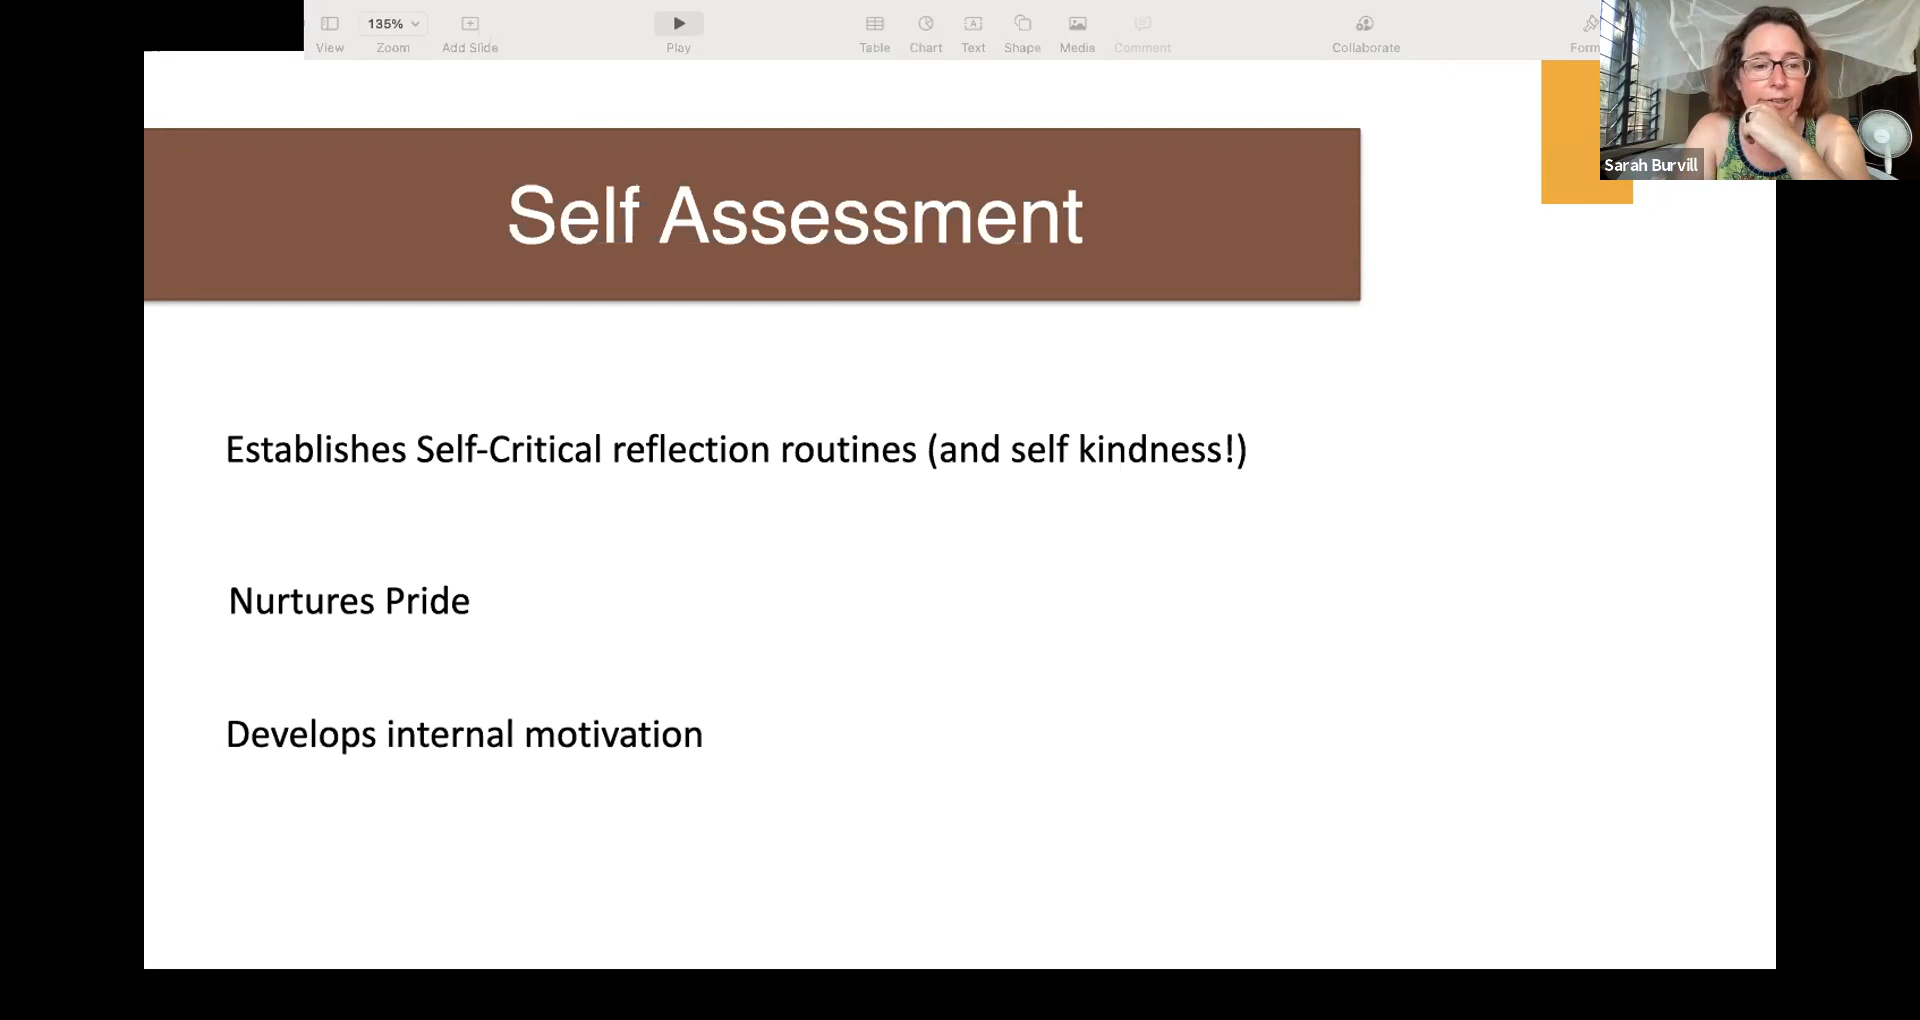 135%
View
Zoom
Add Slide
Play
Table
Chart
Text
Shape
Media
Comment
Collaborate
Form
Sarah Burvill
Self Assessment
Establishes Self-Critical reflection routines (and self kindness!)
Nurtures Pride
Develops internal motivation